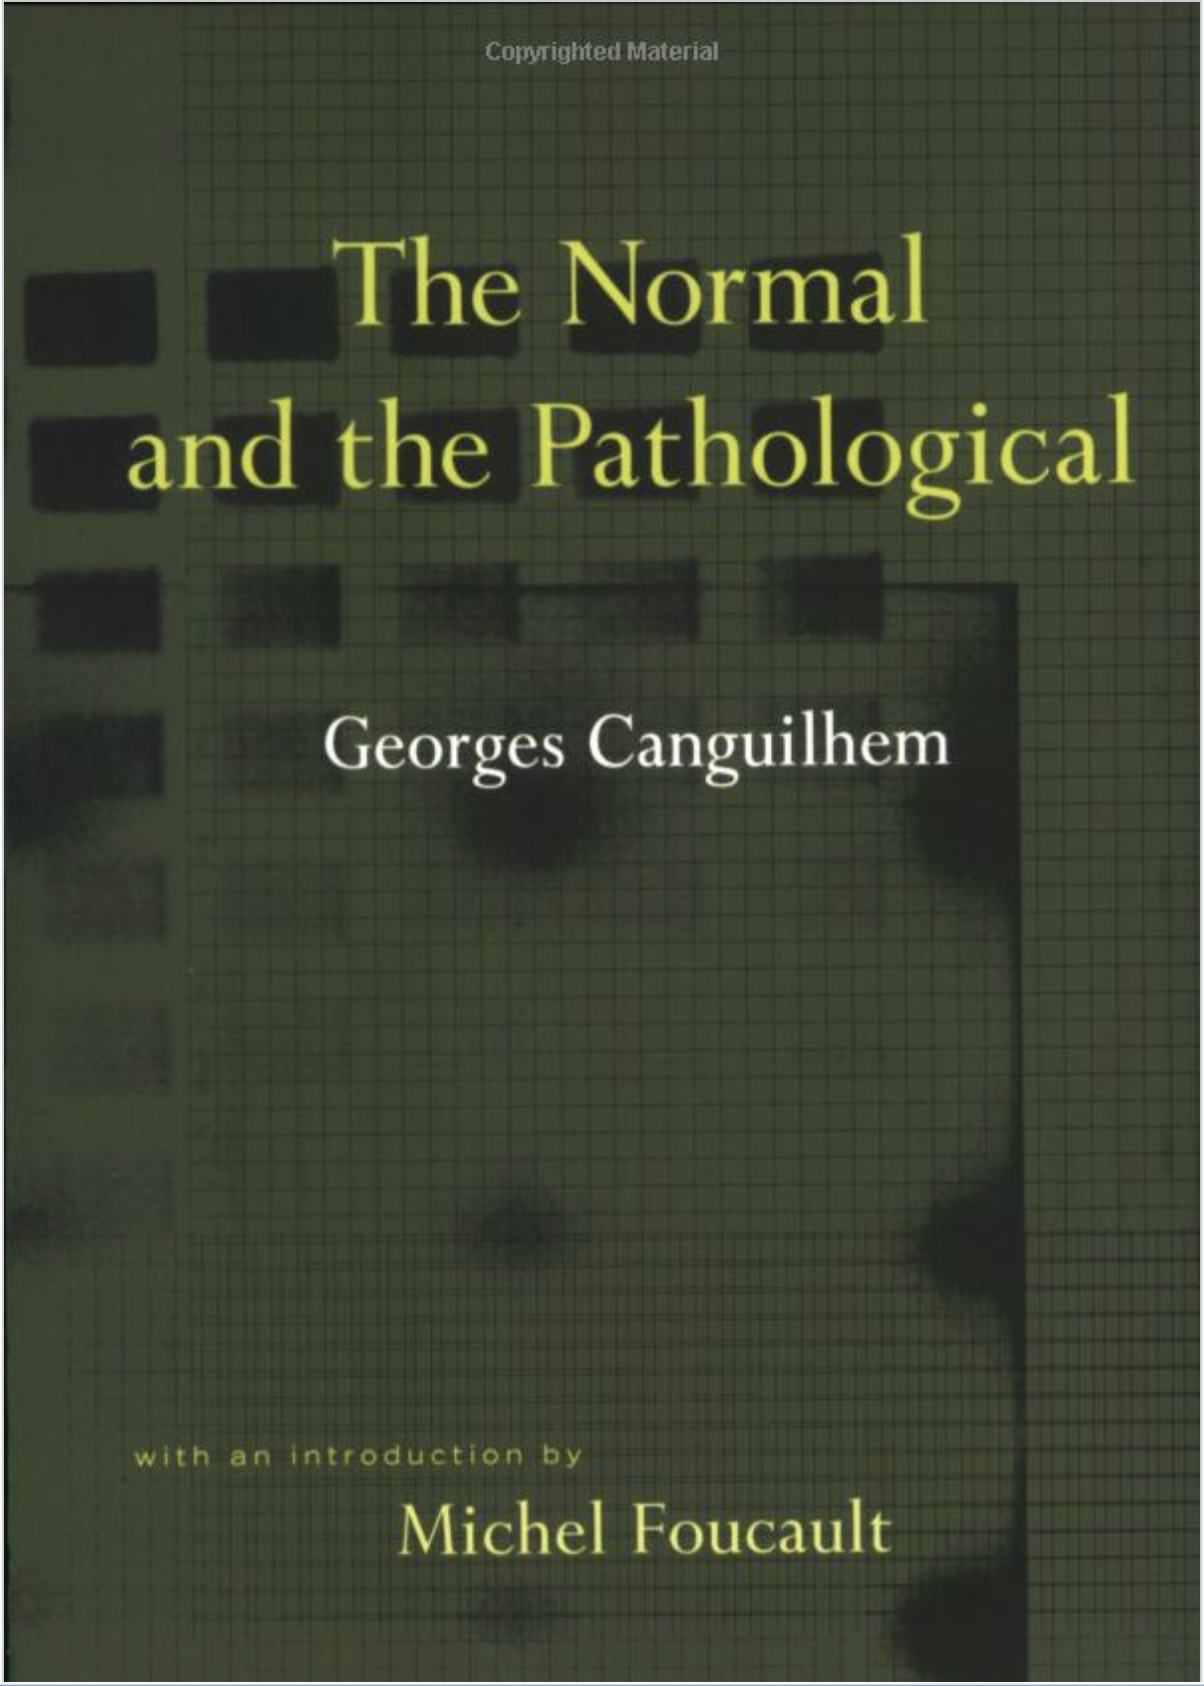 Copyrighted Material
The Normal
and the Pathological
Georges Canguilhem
with an introduction by
Michel Foucault